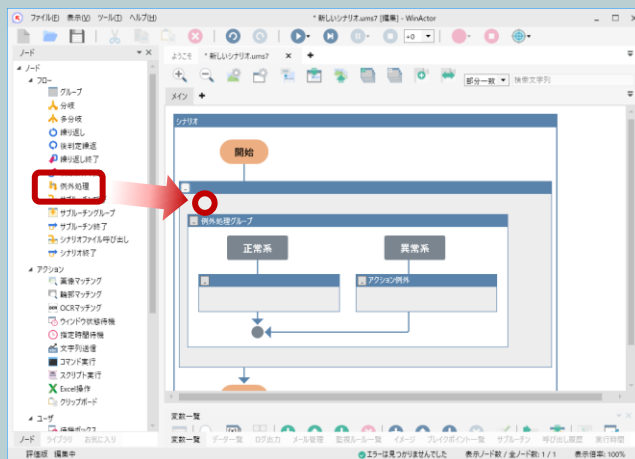 ファイル(F) 表示(V) ツール(T) ヘルプ(H)
* 新しいシナリオ.ums7 [編集] - WinActor
+0
ノード
ようこそ * 新しいシナリオ.ums7
部分一致
検索文字列
メイン
ノード
フロー
グループ
分岐
多分岐
繰り返し
後判定繰返
繰り返し終了
例外処理
サブルーチングループ
サブルーチン終了
シナリオファイル呼び出し
シナリオ終了
アクション
画像マッチング
輪郭マッチング
OCRマッチング
ウィンドウ状態待機
指定時間待機
文字列送信
コマンド実行
スクリプト実行
Excel操作
クリップボード
ユーザ
待機ボックス
ノード ライブラリ お気に入り
シナリオ
開始
例外処理グループ
正常系
異常系
アクション例外
変数一覧
変数一覧 データ一覧 ログ出力 メール管理 監視ルール一覧 イメージ ブレイクポイント一覧 サブルーチン 呼び出し履歴 実行時間
評価版 編集中
エラーは見つかりませんでした
表示ノード数 / 全ノード数: 1 / 1
表示倍率: 100%